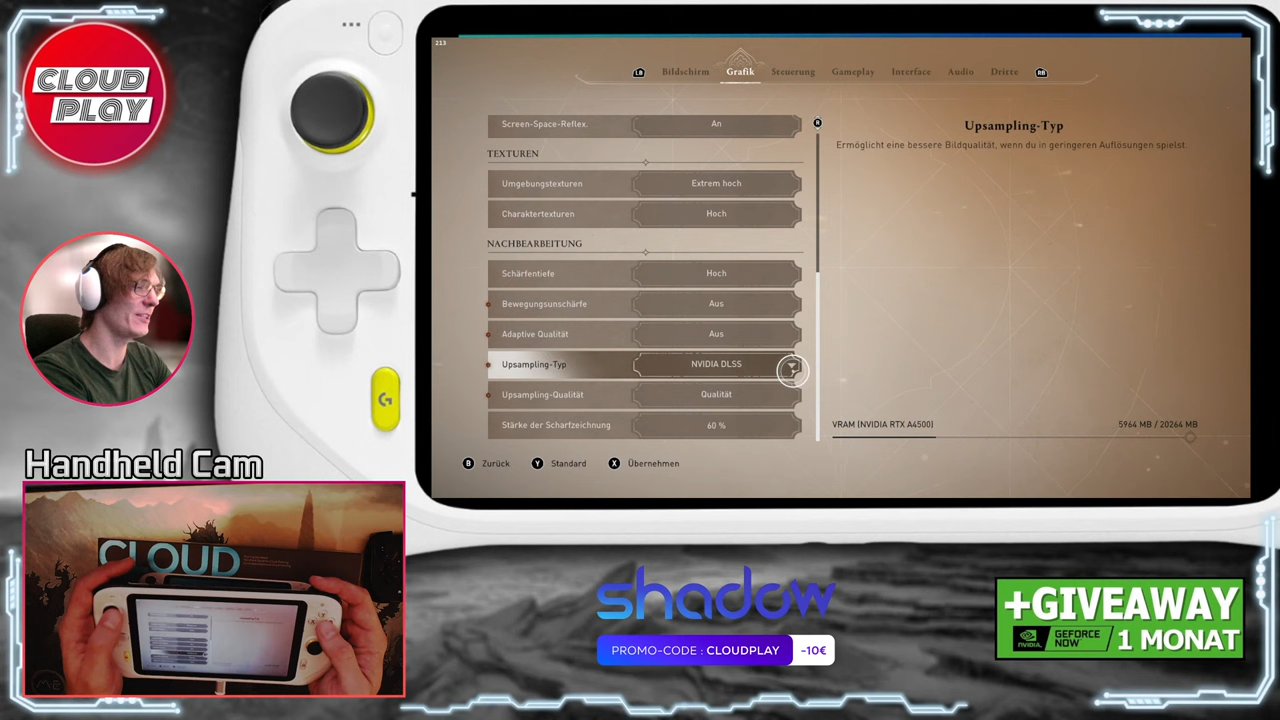 CLOUD
PLAY
213
LB
Bildschirm
Grafik
Steuerung
Gameplay
Interface
Audio
Dritte
RB
Screen-Space-Reflex.
An
TEXTUREN
Umgebungstexturen
Extrem hoch
Charaktertexturen
Hoch
NACHBEARBEITUNG
Schärfentiefe
Hoch
Bewegungsunschärfe
Aus
Adaptive Qualität
Aus
Upsampling-Typ
NVIDIA DLSS
Upsampling-Qualität
Qualität
Stärke der Scharfzeichnung
60 %
R
Upsampling-Typ
Ermöglicht eine bessere Bildqualität, wenn du in geringeren Auflösungen spielst.
VRAM (NVIDIA RTX A4500)
5964 MB / 20264 MB
B Zurück
Y Standard
X Übernehmen
G
Handheld Cam
CLOUD
shadow
PROMO-CODE : CLOUDPLAY
-10€
+GIVEAWAY
NVIDIA
GEFORCE
NOW
1 MONAT